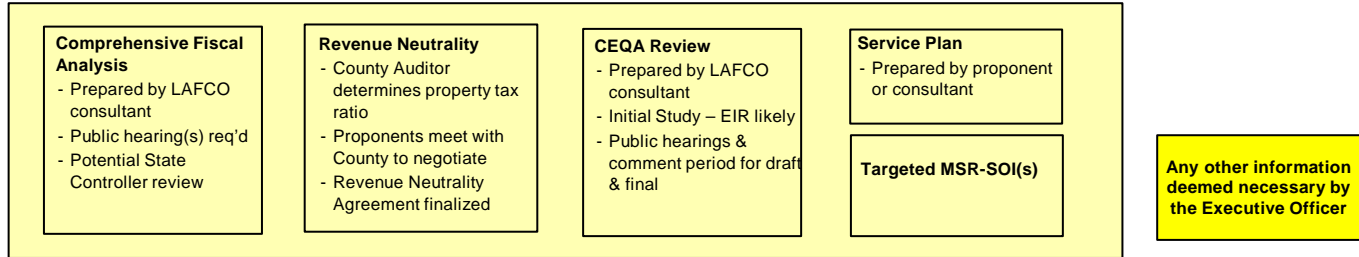 Comprehensive Fiscal
Analysis
- Prepared by LAFCO
consultant
- Public hearing(s) req'd
- Potential State
Controller review
Revenue Neutrality
- County Auditor
determines property tax
ratio
- Proponents meet with
County to negotiate
- Revenue Neutrality
Agreement finalized
CEQA Review
- Prepared by LAFCO
consultant
- Initial Study – EIR likely
- Public hearings &
comment period for draft
& final
Service Plan
- Prepared by proponent
or consultant
Targeted MSR-SOI(s)
Any other information
deemed necessary by
the Executive Officer